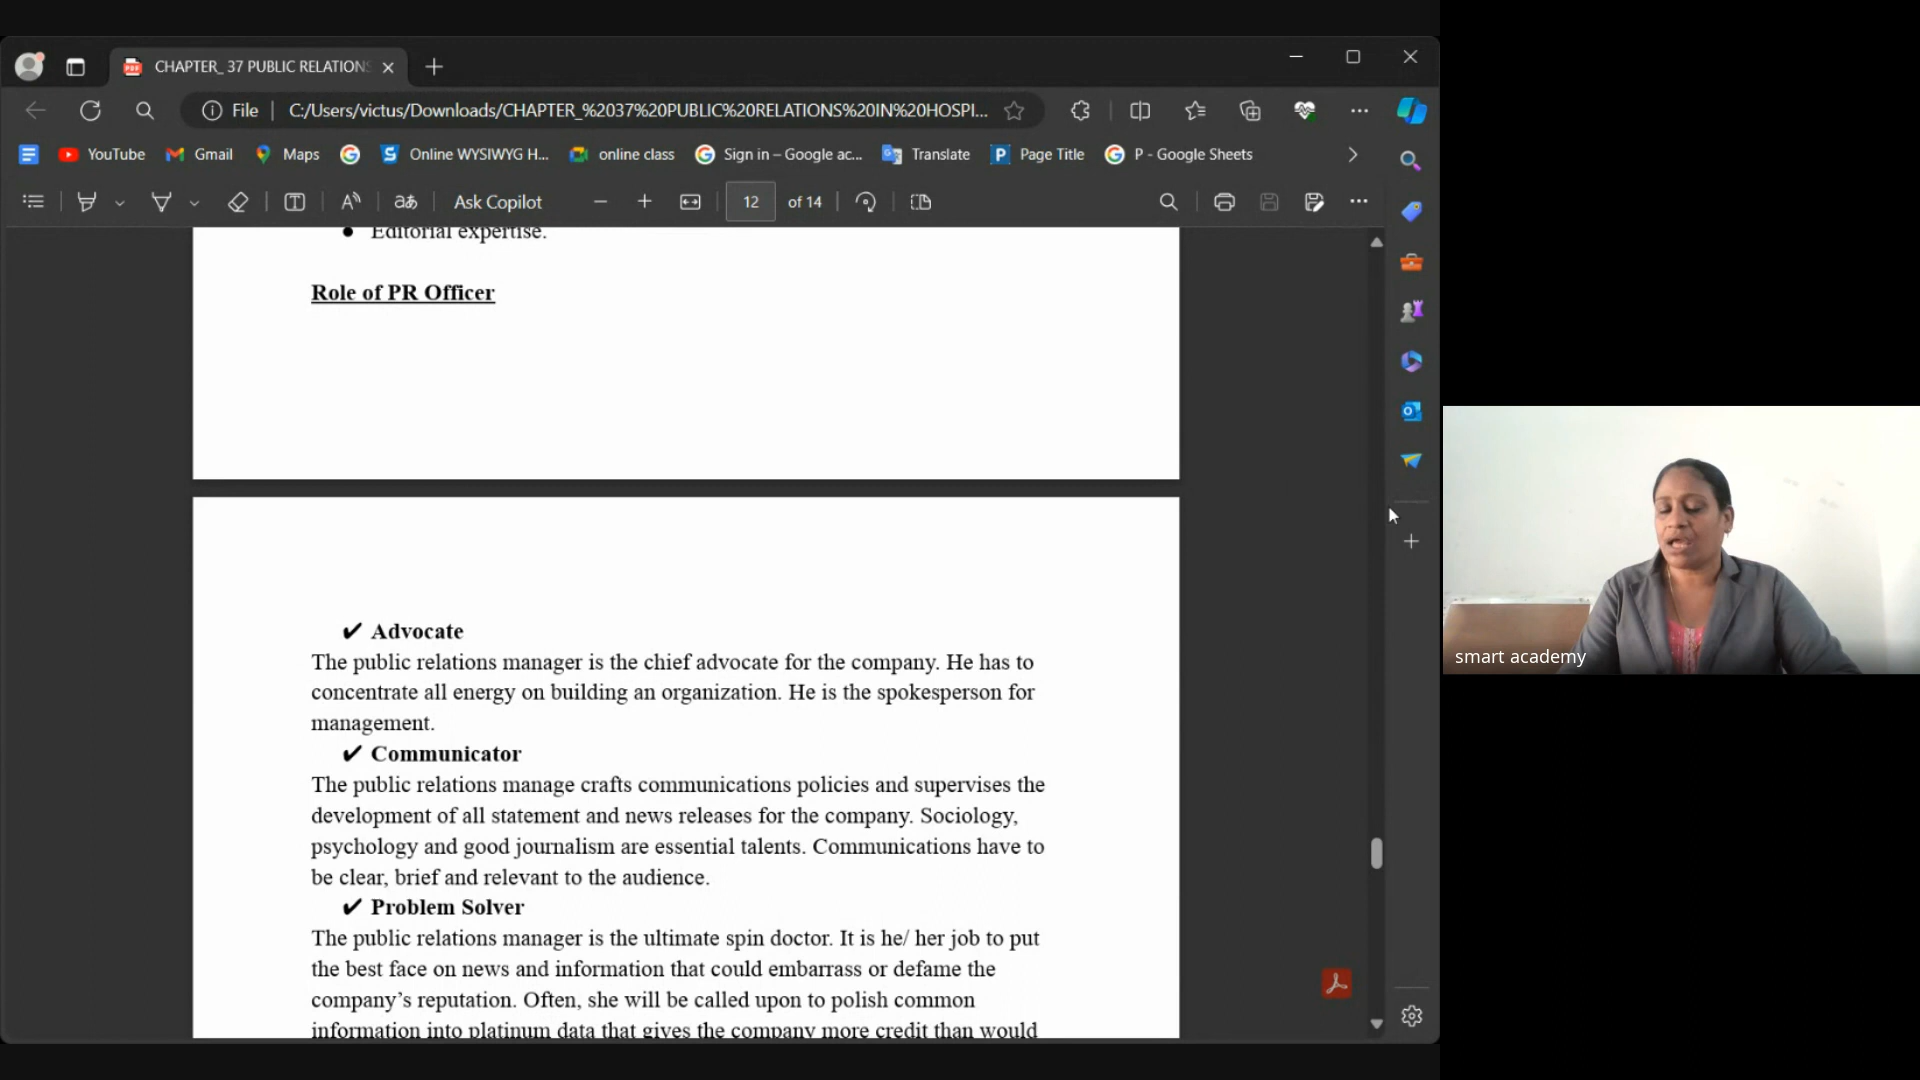 CHAPTER_ 37 PUBLIC RELATIONS
File
C:/Users/victus/Downloads/CHAPTER_%2037%20PUBLIC%20RELATIONS%20IN%20HOSPI...
YouTube
Gmail
Maps
Online WYSIWYG H...
online class
Sign in – Google ac...
Translate
Page Title
P - Google Sheets
Ask Copilot
12 of 14
● Editorial expertise.
Role of PR Officer
✔ Advocate
The public relations manager is the chief advocate for the company. He has to
concentrate all energy on building an organization. He is the spokesperson for
management.
✔ Communicator
The public relations manage crafts communications policies and supervises the
development of all statement and news releases for the company. Sociology,
psychology and good journalism are essential talents. Communications have to
be clear, brief and relevant to the audience.
✔ Problem Solver
The public relations manager is the ultimate spin doctor. It is he/ her job to put
the best face on news and information that could embarrass or defame the
company’s reputation. Often, she will be called upon to polish common
information into platinum data that gives the company more credit than would
smart academy